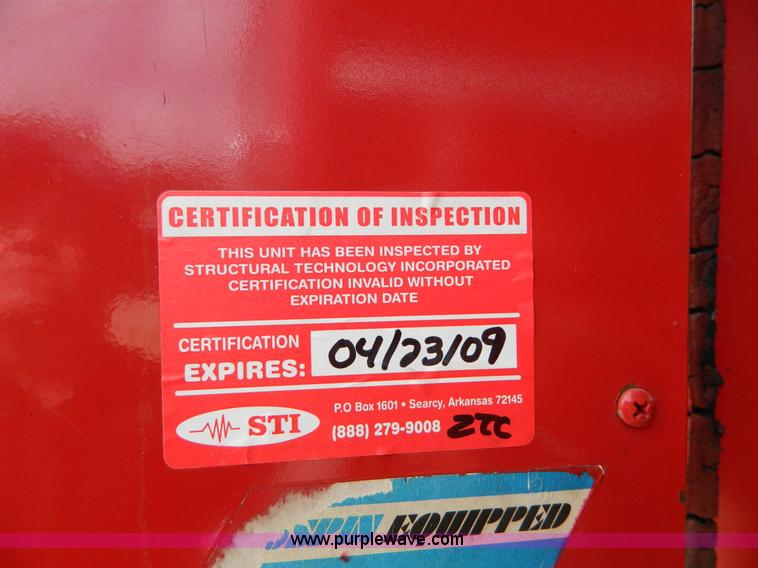 CERTIFICATION OF INSPECTION
THIS UNIT HAS BEEN INSPECTED BY
STRUCTURAL TECHNOLOGY INCORPORATED
CERTIFICATION INVALID WITHOUT
EXPIRATION DATE
CERTIFICATION
EXPIRES: 04/23/09
P.O Box 1601 • Searcy, Arkansas 72145
STI (888) 279-9008 ZTC
EQUIPPED
www.purplewave.com